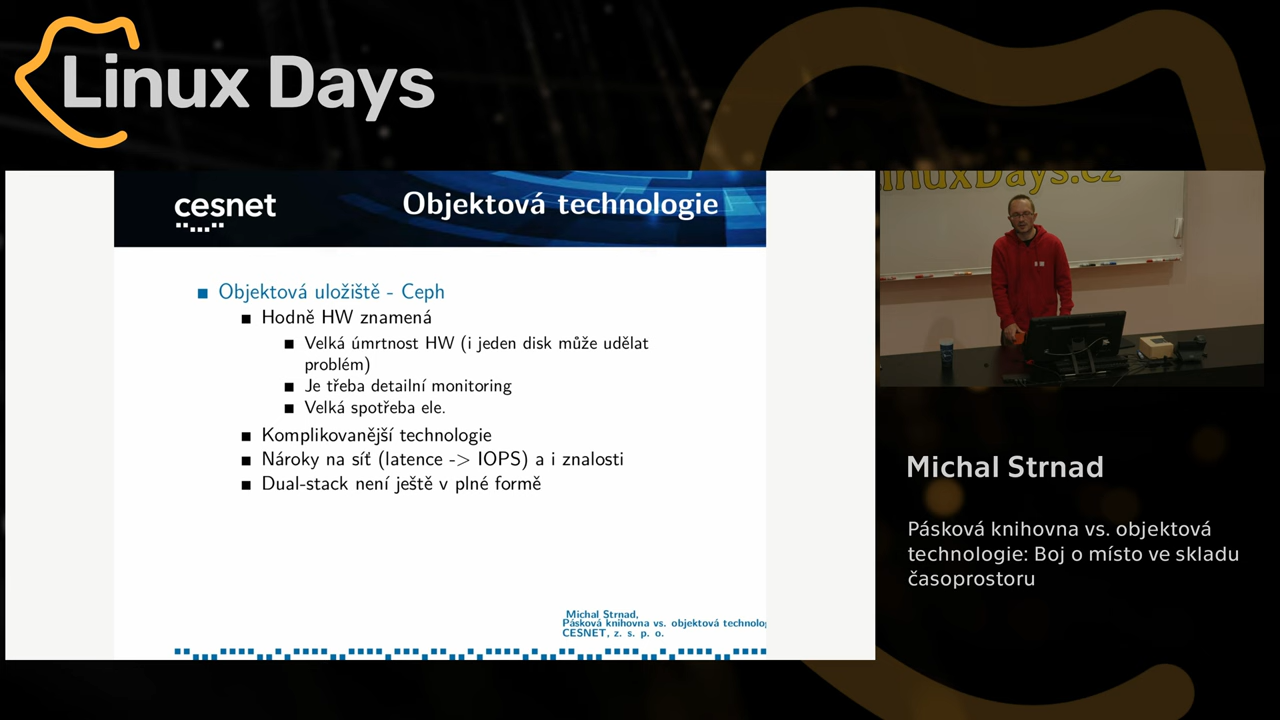 Linux Days
cesnet
Objektová technologie
Objektová uložiště - Ceph
Hodně HW znamená
Velká úmrtnost HW (i jeden disk může udělat
problém)
Je třeba detailní monitoring
Velká spotřeba ele.
Komplikovanější technologie
Nároky na síť (latence -> IOPS) a i znalosti
Dual-stack není ještě v plné formě
Michal Strnad,
Pásková knihovna vs. objektová technolog
CESNET, z. s. p. o.
LinuxDays.cz
Michal Strnad
Pásková knihovna vs. objektová
technologie: Boj o místo ve skladu
časoprostoru